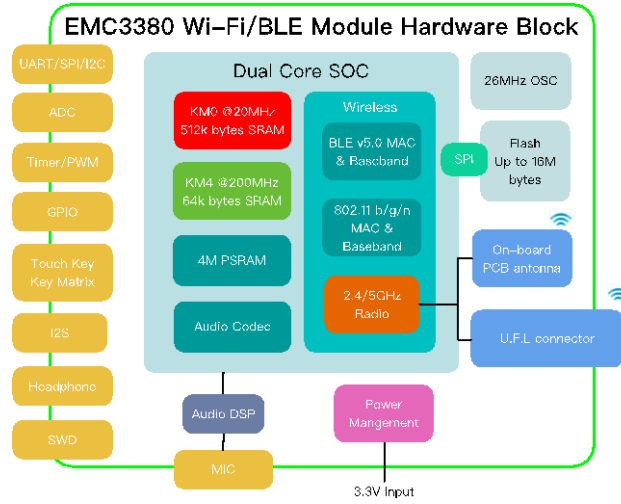 EMC3380 Wi-Fi/BLE Module Hardware Block
UART/SPI/I2C
ADC
Timer/PWM
GPIO
Touch Key
Key Matrix
I2S
Headphone
SWD
Dual Core SOC
KM0 @20MHz
512k bytes SRAM
KM4 @200MHz
64k bytes SRAM
4M PSRAM
Audio Codec
Wireless
BLE v5.0 MAC
& Baseband
802.11 b/g/n
MAC &
Baseband
2.4/5GHz
Radio
26MHz OSC
SPI
Flash
Up to 16M
bytes
On-board
PCB antenna
U.F.L connector
Audio DSP
MIC
Power
Mangement
3.3V Input